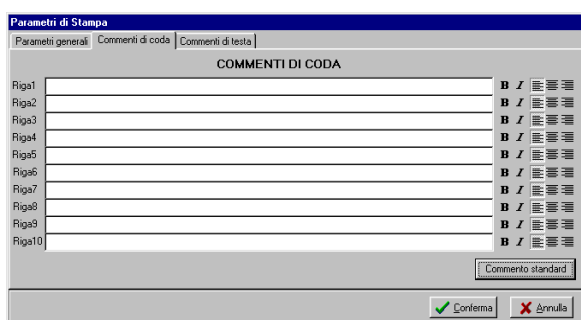 Parametri di Stampa
Parametri generali Commenti di coda Commenti di testa
COMMENTI DI CODA
Riga1 B I
Riga2 B I
Riga3 B I
Riga4 B I
Riga5 B I
Riga6 B I
Riga7 B I
Riga8 B I
Riga9 B I
Riga10 B I
Commento standard
Conferma Annulla